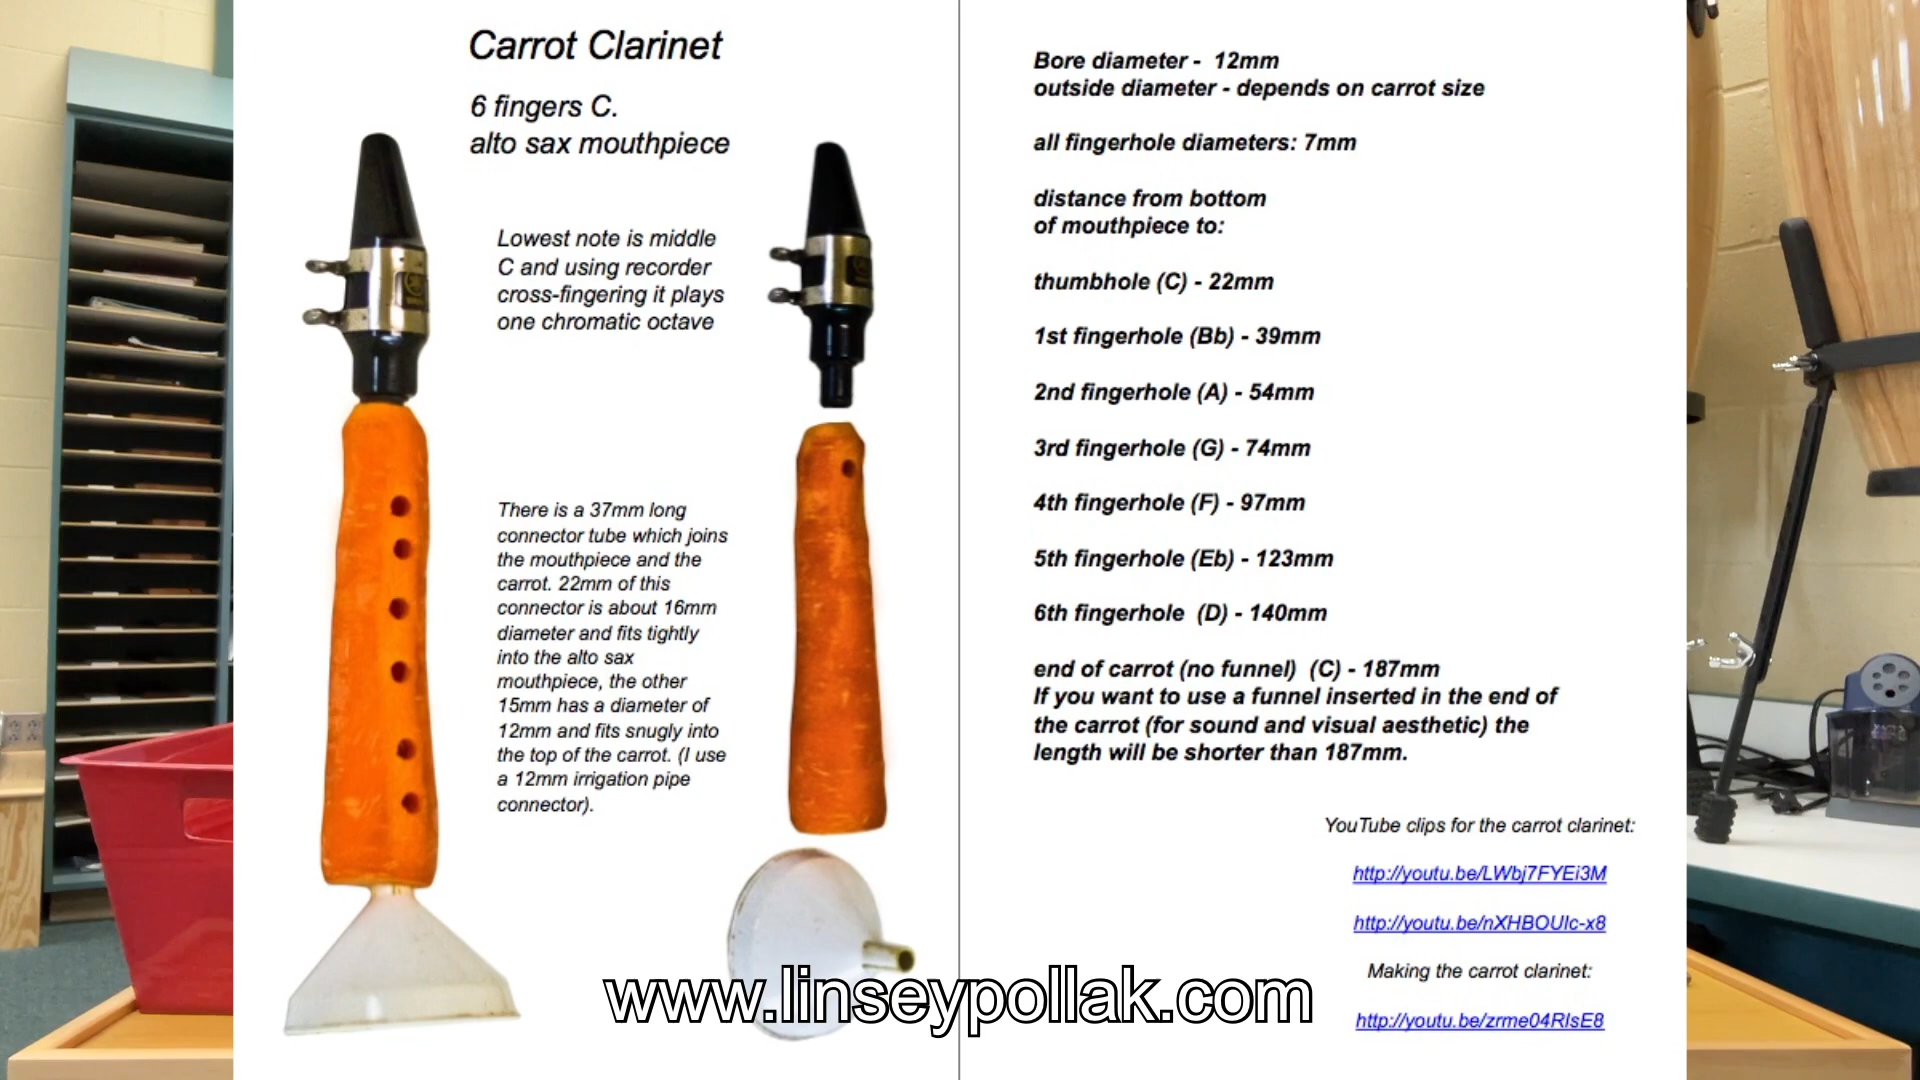 Carrot Clarinet
6 fingers C.
alto sax mouthpiece
Lowest note is middle
C and using recorder
cross-fingering it plays
one chromatic octave
There is a 37mm long
connector tube which joins
the mouthpiece and the
carrot. 22mm of this
connector is about 16mm
diameter and fits tightly
into the alto sax
mouthpiece, the other
15mm has a diameter of
12mm and fits snugly into
the top of the carrot. (I use
a 12mm irrigation pipe
connector).
Bore diameter - 12mm
outside diameter - depends on carrot size
all fingerhole diameters: 7mm
distance from bottom
of mouthpiece to:
thumbhole (C) - 22mm
1st fingerhole (Bb) - 39mm
2nd fingerhole (A) - 54mm
3rd fingerhole (G) - 74mm
4th fingerhole (F) - 97mm
5th fingerhole (Eb) - 123mm
6th fingerhole (D) - 140mm
end of carrot (no funnel) (C) - 187mm
If you want to use a funnel inserted in the end of
the carrot (for sound and visual aesthetic) the
length will be shorter than 187mm.
YouTube clips for the carrot clarinet:
http://youtu.be/LWbj7FYEi3M
http://youtu.be/nXHBOUIc-x8
Making the carrot clarinet:
http://youtu.be/zrme04RIsE8
www.linseypollak.com